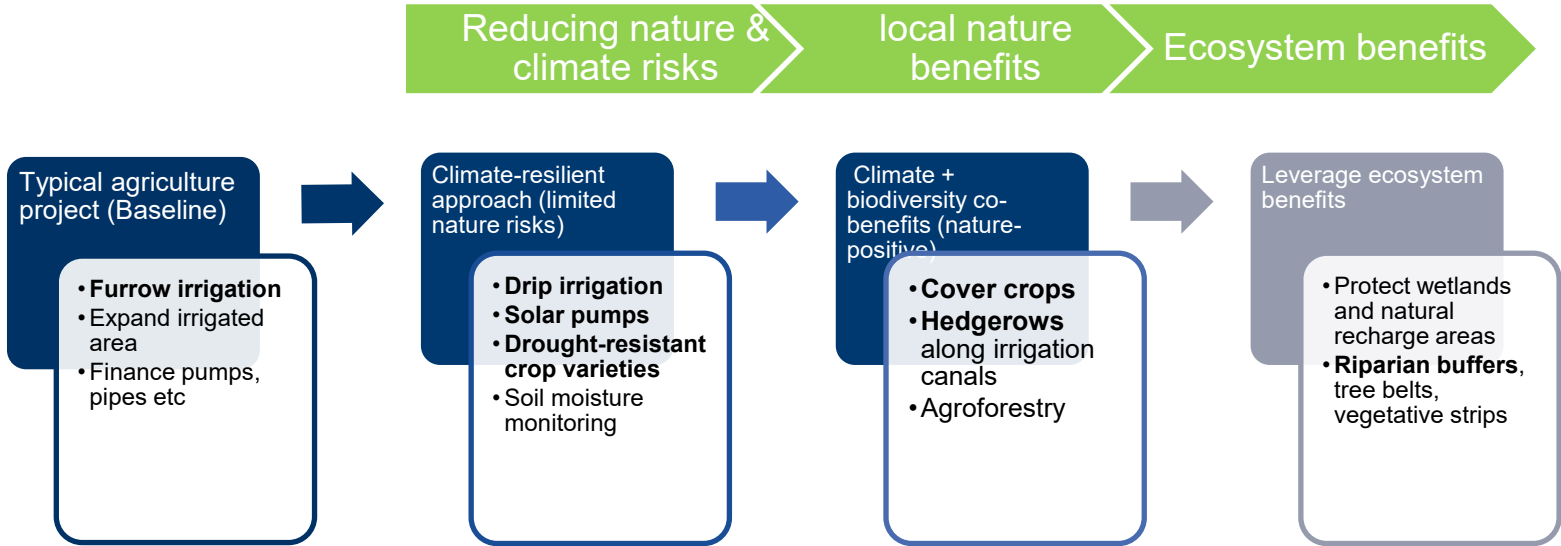 Reducing nature &
climate risks
local nature
benefits
Ecosystem benefits
Typical agriculture
project (Baseline)
• Furrow irrigation
• Expand irrigated
area
• Finance pumps,
pipes etc
Climate-resilient
approach (limited
nature risks)
• Drip irrigation
• Solar pumps
• Drought-resistant
crop varieties
• Soil moisture
monitoring
Climate +
biodiversity co-
benefits (nature-
positive)
• Cover crops
• Hedgerows
along irrigation
canals
• Agroforestry
Leverage ecosystem
benefits
• Protect wetlands
and natural
recharge areas
• Riparian buffers,
tree belts,
vegetative strips